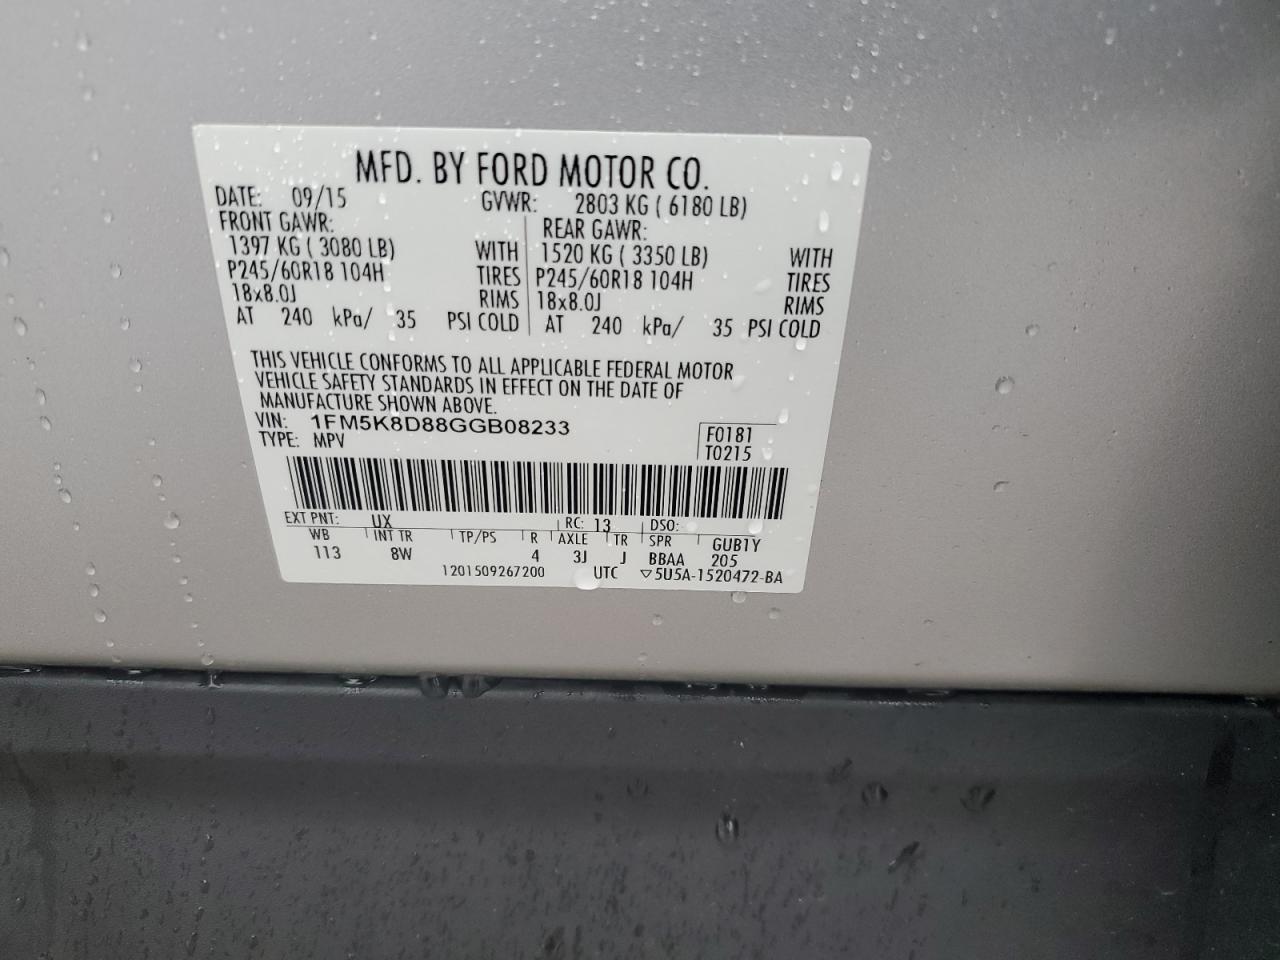 MFD. BY FORD MOTOR CO.
DATE: 09/15 GVWR: 2803 KG ( 6180 LB)
FRONT GAWR: REAR GAWR:
1397 KG ( 3080 LB) WITH 1520 KG ( 3350 LB) WITH
P245/60R18 104H TIRES P245/60R18 104H TIRES
18x8.0J RIMS 18x8.0J RIMS
AT 240 kPa/ 35 PSI COLD AT 240 kPa/ 35 PSI COLD
THIS VEHICLE CONFORMS TO ALL APPLICABLE FEDERAL MOTOR
VEHICLE SAFETY STANDARDS IN EFFECT ON THE DATE OF
MANUFACTURE SHOWN ABOVE.
VIN: 1FM5K8D88GGB08233
TYPE: MPV
F0181
T0215
EXT PNT: UX RC: 13 DSO:
WB INT TR TP/PS R AXLE TR SPR GUB1Y
113 8W 4 3J J BBAA 205
1201509267200 UTC ▽5U5A-1520472-BA